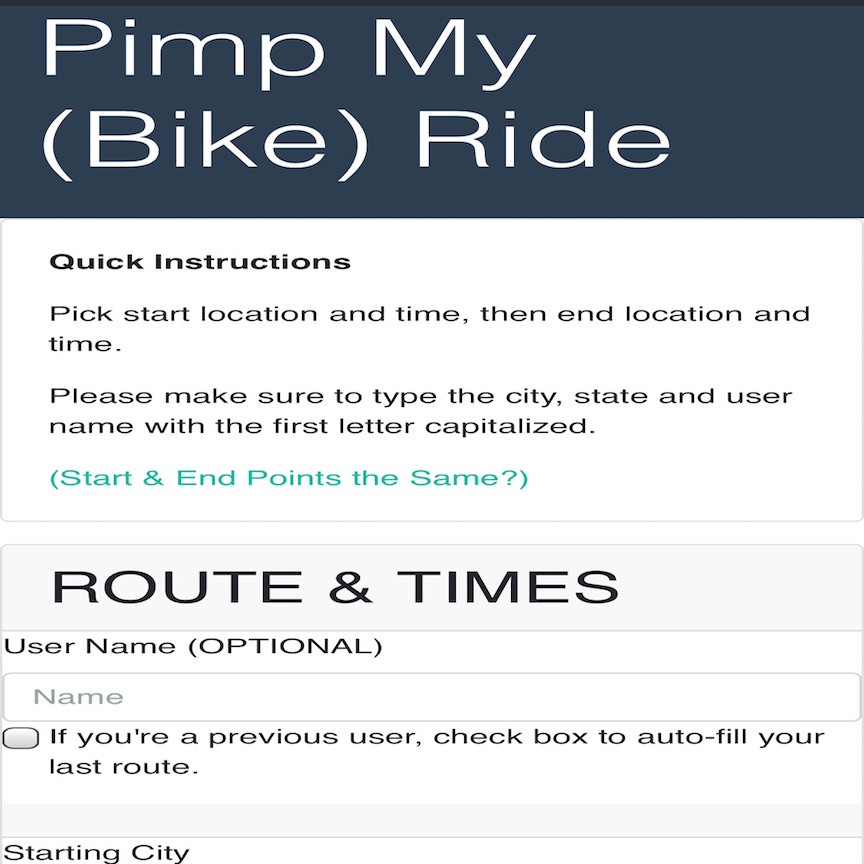 Pimp My
(Bike) Ride
Quick Instructions
Pick start location and time, then end location and
time.
Please make sure to type the city, state and user
name with the first letter capitalized.
(Start & End Points the Same?)
ROUTE & TIMES
User Name (OPTIONAL)
Name
If you're a previous user, check box to auto-fill your
last route.
Starting City